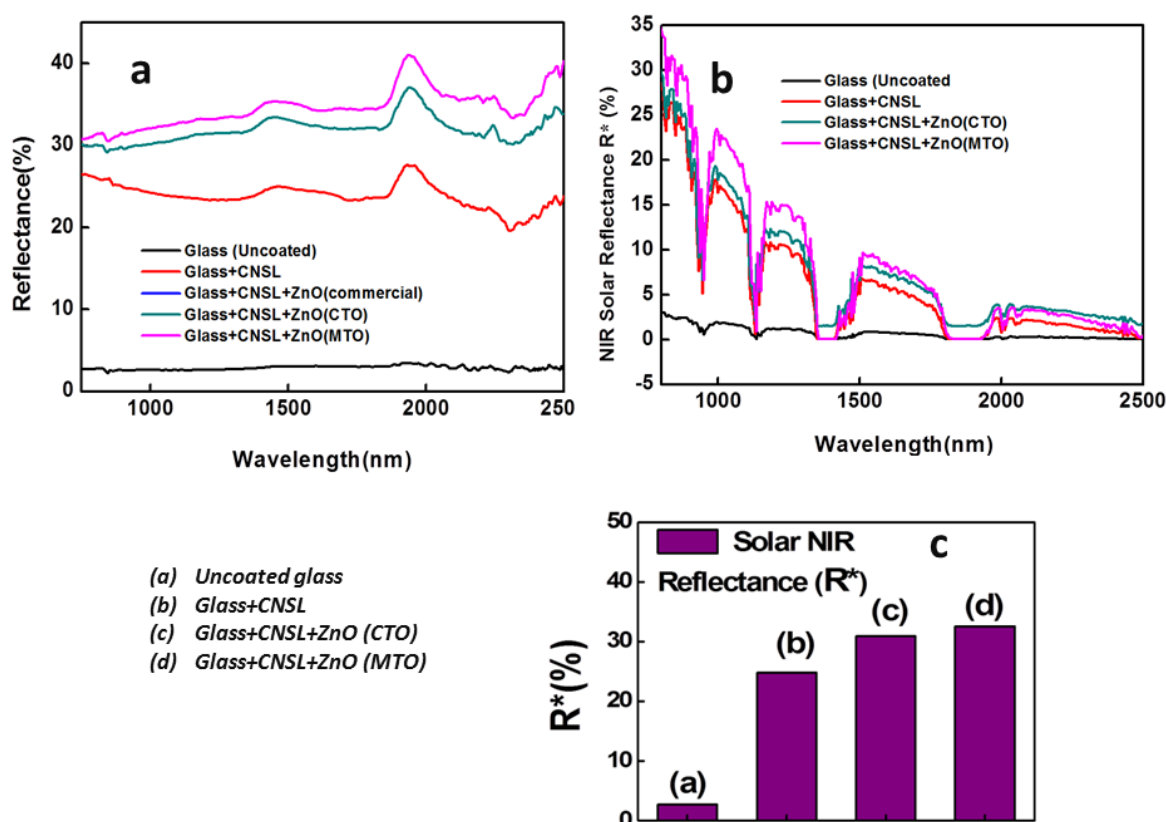 a
Reflectance(%)
40
30
20
10
0
Glass (Uncoated)
Glass+CNSL
Glass+CNSL+ZnO(commercial)
Glass+CNSL+ZnO(CTO)
Glass+CNSL+ZnO(MTO)
1000 1500 2000 250
Wavelength(nm)
b
NIR Solar Reflectance R* (%)
35
30
25
20
15
10
5
0
-5
Glass (Uncoated
Glass+CNSL
Glass+CNSL+ZnO(CTO)
Glass+CNSL+ZnO(MTO)
1000 1500 2000 2500
Wavelength(nm)
(a) Uncoated glass
(b) Glass+CNSL
(c) Glass+CNSL+ZnO (CTO)
(d) Glass+CNSL+ZnO (MTO)
c
Solar NIR
Reflectance (R*)
R*(%)
50
40
30
20
10
0
(a)
(b)
(c)
(d)